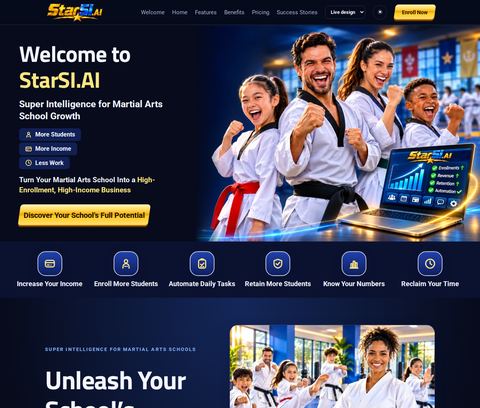 StarSI.AI
Welcome
Home
Features
Benefits
Pricing
Success Stories
Live design
Enroll Now
Welcome to
StarSI.AI
Super Intelligence for Martial Arts
School Growth
More Students
More Income
Less Work
Turn Your Martial Arts School Into a High-
Enrollment, High-Income Business
Discover Your School's Full Potential
StarSI.AI
Enrollments
Revenue
Retention
Automation
Increase Your Income
Enroll More Students
Automate Daily Tasks
Retain More Students
Know Your Numbers
Reclaim Your Time
SUPER INTELLIGENCE FOR MARTIAL ARTS SCHOOLS
Unleash Your
School's